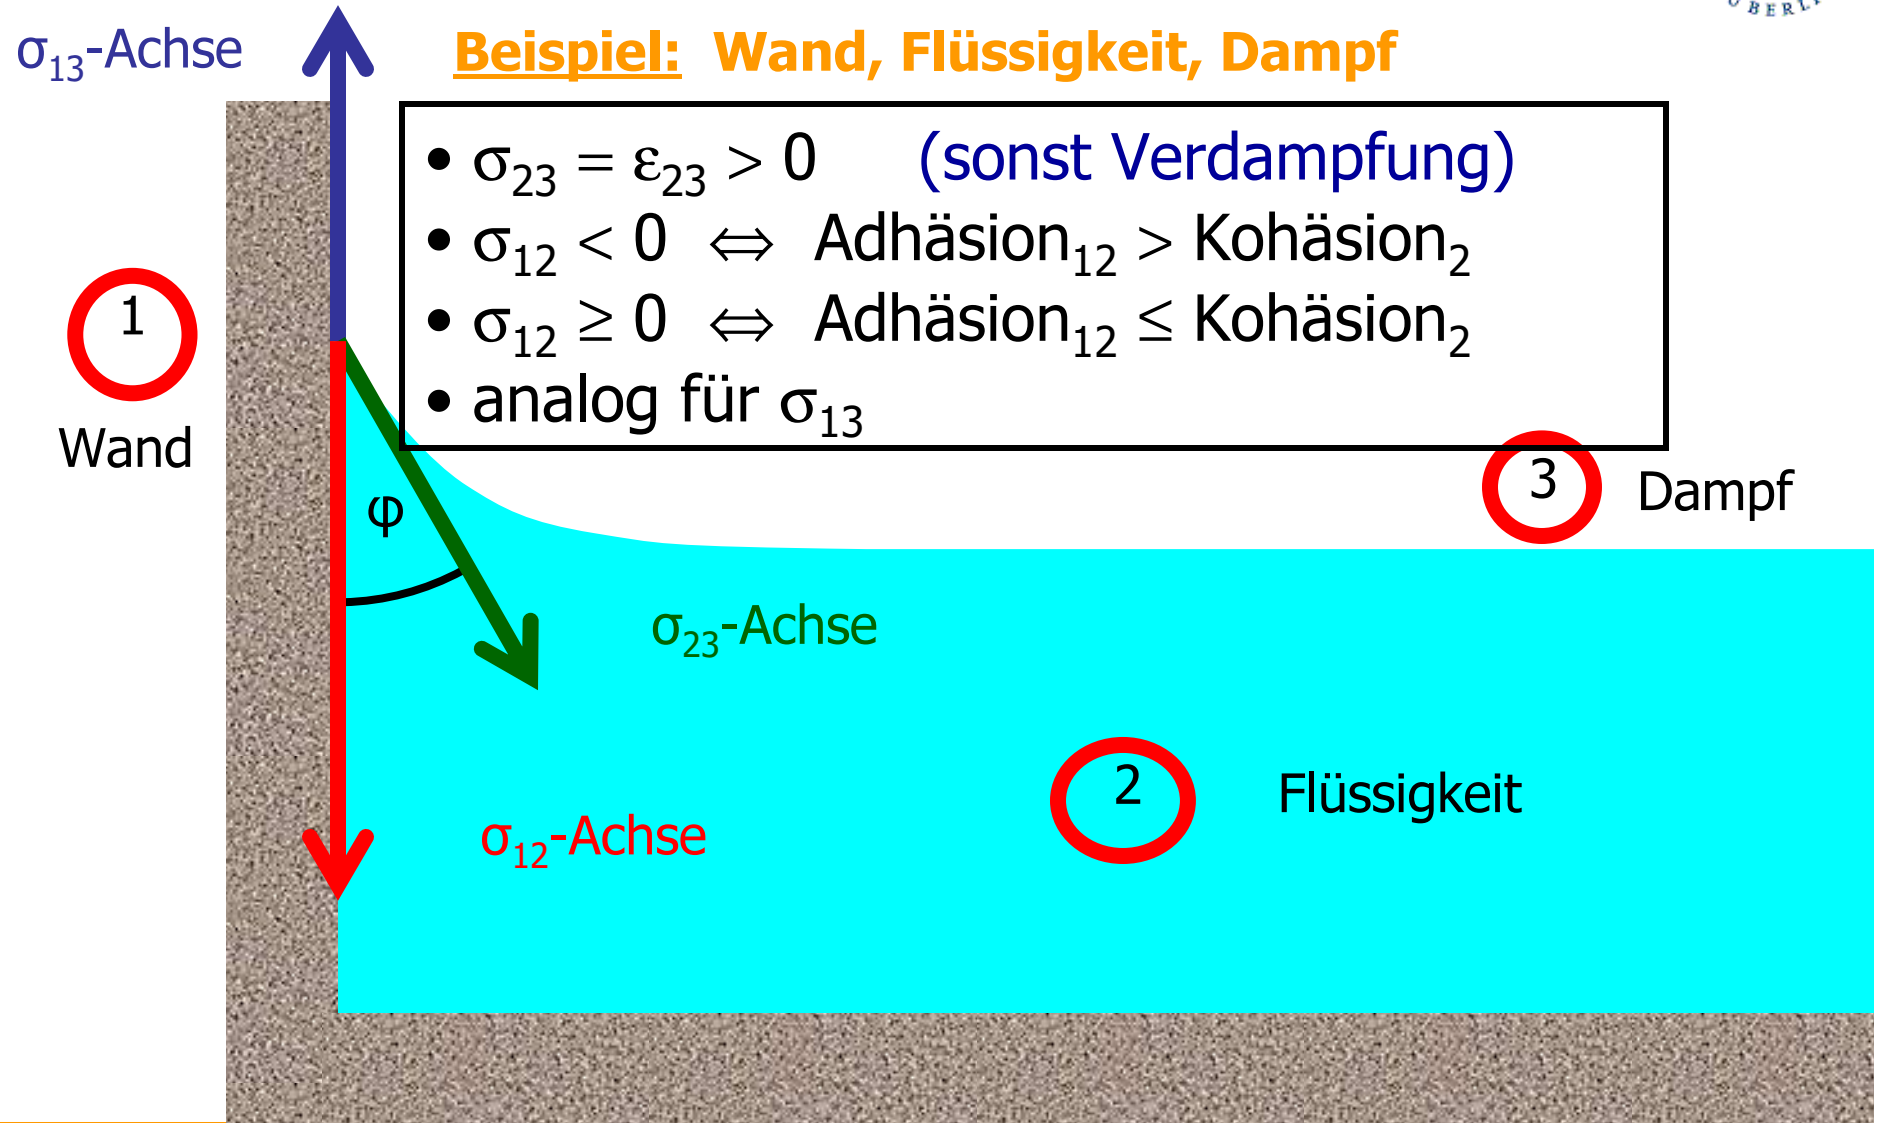 σ₁₃-Achse
Beispiel: Wand, Flüssigkeit, Dampf
• σ₂₃ = ε₂₃ > 0 (sonst Verdampfung)
• σ₁₂ < 0 ⇔ Adhäsion₁₂ > Kohäsion₂
• σ₁₂ ≥ 0 ⇔ Adhäsion₁₂ ≤ Kohäsion₂
• analog für σ₁₃
1
Wand
3
Dampf
φ
σ₂₃-Achse
2
Flüssigkeit
σ₁₂-Achse